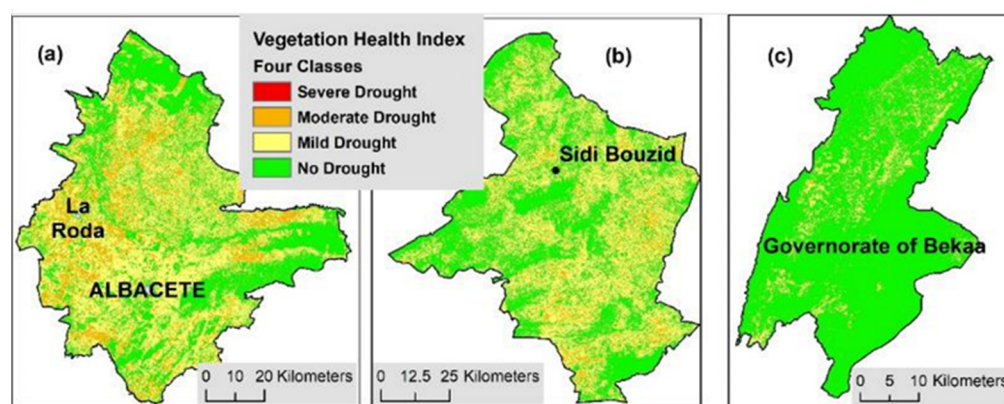 (a)
Vegetation Health Index
Four Classes
Severe Drought
Moderate Drought
Mild Drought
No Drought
La
Roda
ALBACETE
0 10 20 Kilometers
(b)
Sidi Bouzid
0 12.5 25 Kilometers
(c)
Governorate of Bekaa
0 5 10 Kilometers